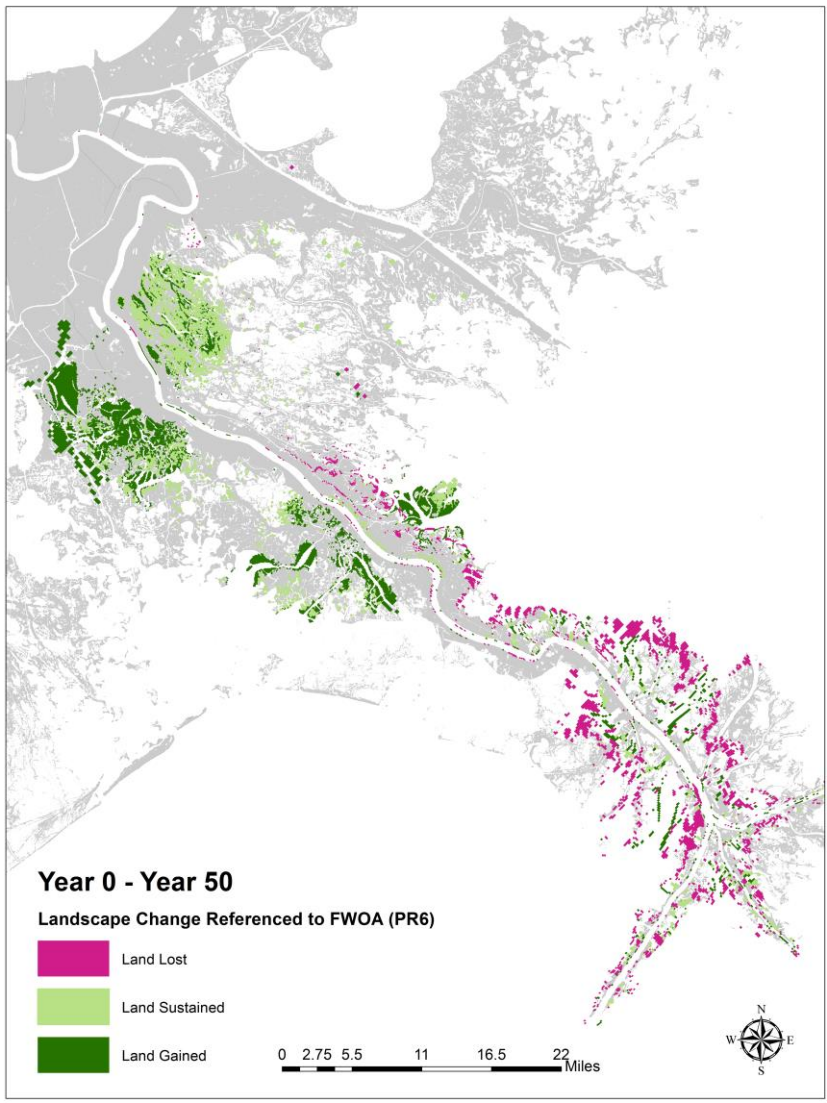 Year 0 - Year 50
Landscape Change Referenced to FWOA (PR6)
Land Lost
Land Sustained
Land Gained
0 2.75 5.5 11 16.5 22
Miles
N
W E
S